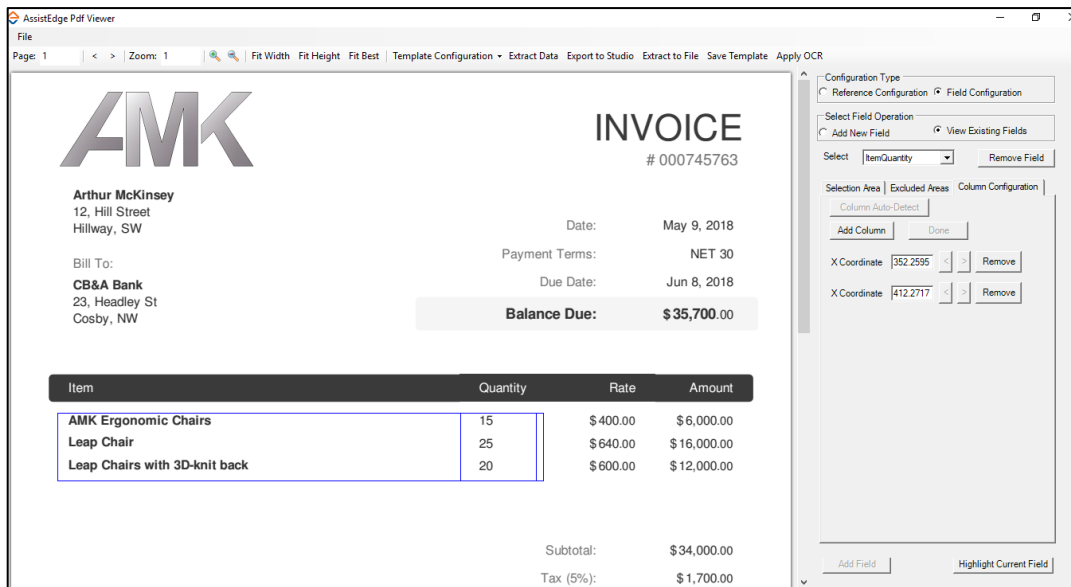 AssistEdge Pdf Viewer
File
Page: 1 < > Zoom: 1 Fit Width Fit Height Fit Best Template Configuration Extract Data Export to Studio Extract to File Save Template Apply OCR
AMK
INVOICE
# 000745763
Arthur McKinsey
12, Hill Street
Hillway, SW
Bill To:
CB&A Bank
23, Headley St
Cosby, NW
Date: May 9, 2018
Payment Terms: NET 30
Due Date: Jun 8, 2018
Balance Due: $35,700.00
Item Quantity Rate Amount
AMK Ergonomic Chairs 15 $400.00 $6,000.00
Leap Chair 25 $640.00 $16,000.00
Leap Chairs with 3D-knit back 20 $600.00 $12,000.00
Subtotal: $34,000.00
Tax (5%): $1,700.00
Configuration Type
Reference Configuration Field Configuration
Select Field Operation
Add New Field View Existing Fields
Select ItemQuantity Remove Field
Selection Area Excluded Areas Column Configuration
Column Auto-Detect
Add Column Done
X Coordinate 352.2595 < > Remove
X Coordinate 412.2717 < > Remove
Add Field Highlight Current Field